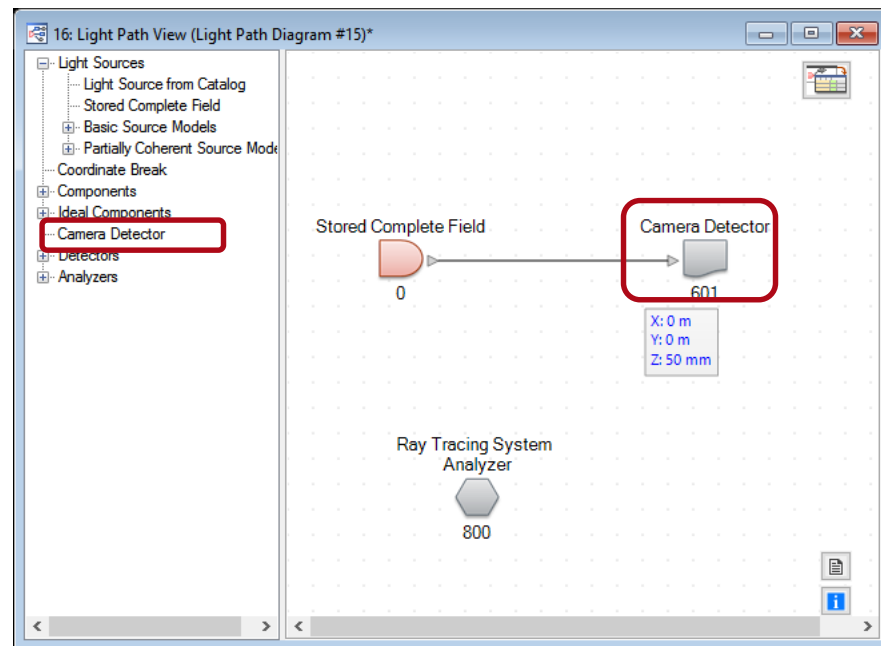 16: Light Path View (Light Path Diagram #15)*
Light Sources
Light Source from Catalog
Stored Complete Field
Basic Source Models
Partially Coherent Source Mode
Coordinate Break
Components
Ideal Components
Camera Detector
Detectors
Analyzers
Stored Complete Field
0
Camera Detector
601
X: 0 m
Y: 0 m
Z: 50 mm
Ray Tracing System
Analyzer
800